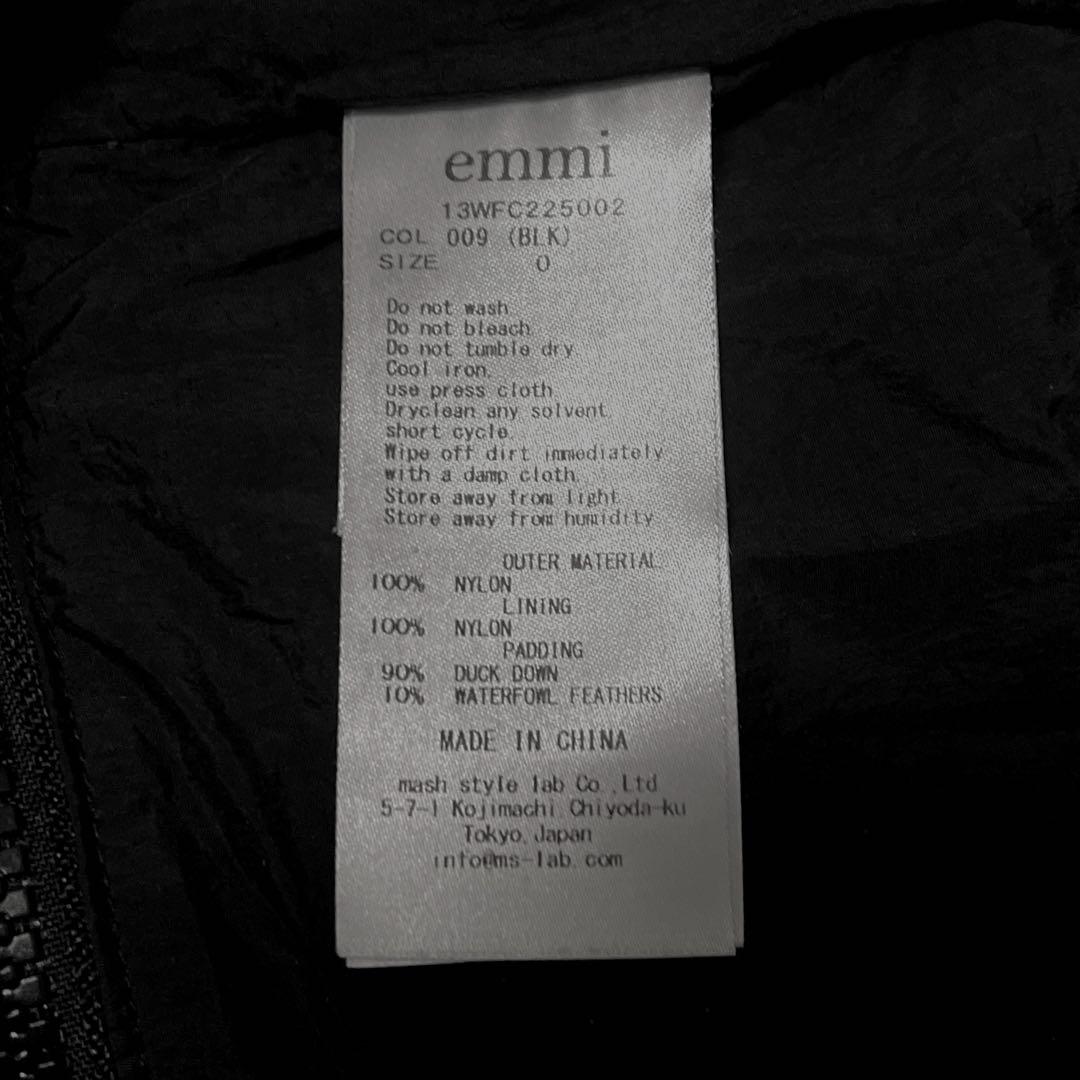 emmi
13WFC225002
COL 009 (BLK)
SIZE 0
Do not wash.
Do not bleach.
Do not tumble dry.
Cool iron.
use press cloth.
Dryclean any solvent.
short cycle.
Wipe off dirt immediately
with a damp cloth.
Store away from light.
Store away from humidity.
OUTER MATERIAL
100% NYLON
LINING
100% NYLON
PADDING
90% DUCK DOWN
10% WATERFOWL FEATHERS
MADE IN CHINA
mash style lab Co.,Ltd
5-7-1 Kojimachi,Chiyoda-ku
Tokyo,Japan
info@ms-lab.com